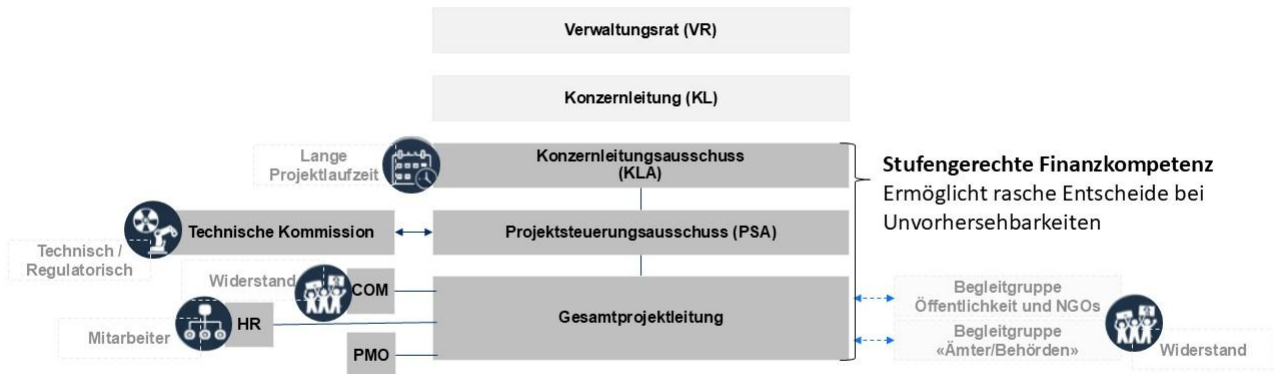 Verwaltungsrat (VR)
Konzernleitung (KL)
Lange
Projektlaufzeit
Konzernleitungsausschuss
(KLA)
Stufengerechte Finanzkompetenz
Ermöglicht rasche Entscheide bei
Unvorhersehbarkeiten
Technische Kommission
Projektsteuerungsausschuss (PSA)
Technisch /
Regulatorisch
Widerstand
COM
Mitarbeiter
HR
PMO
Gesamtprojektleitung
Begleitgruppe
Öffentlichkeit und NGOs
Begleitgruppe
«Ämter/Behörden»
Widerstand